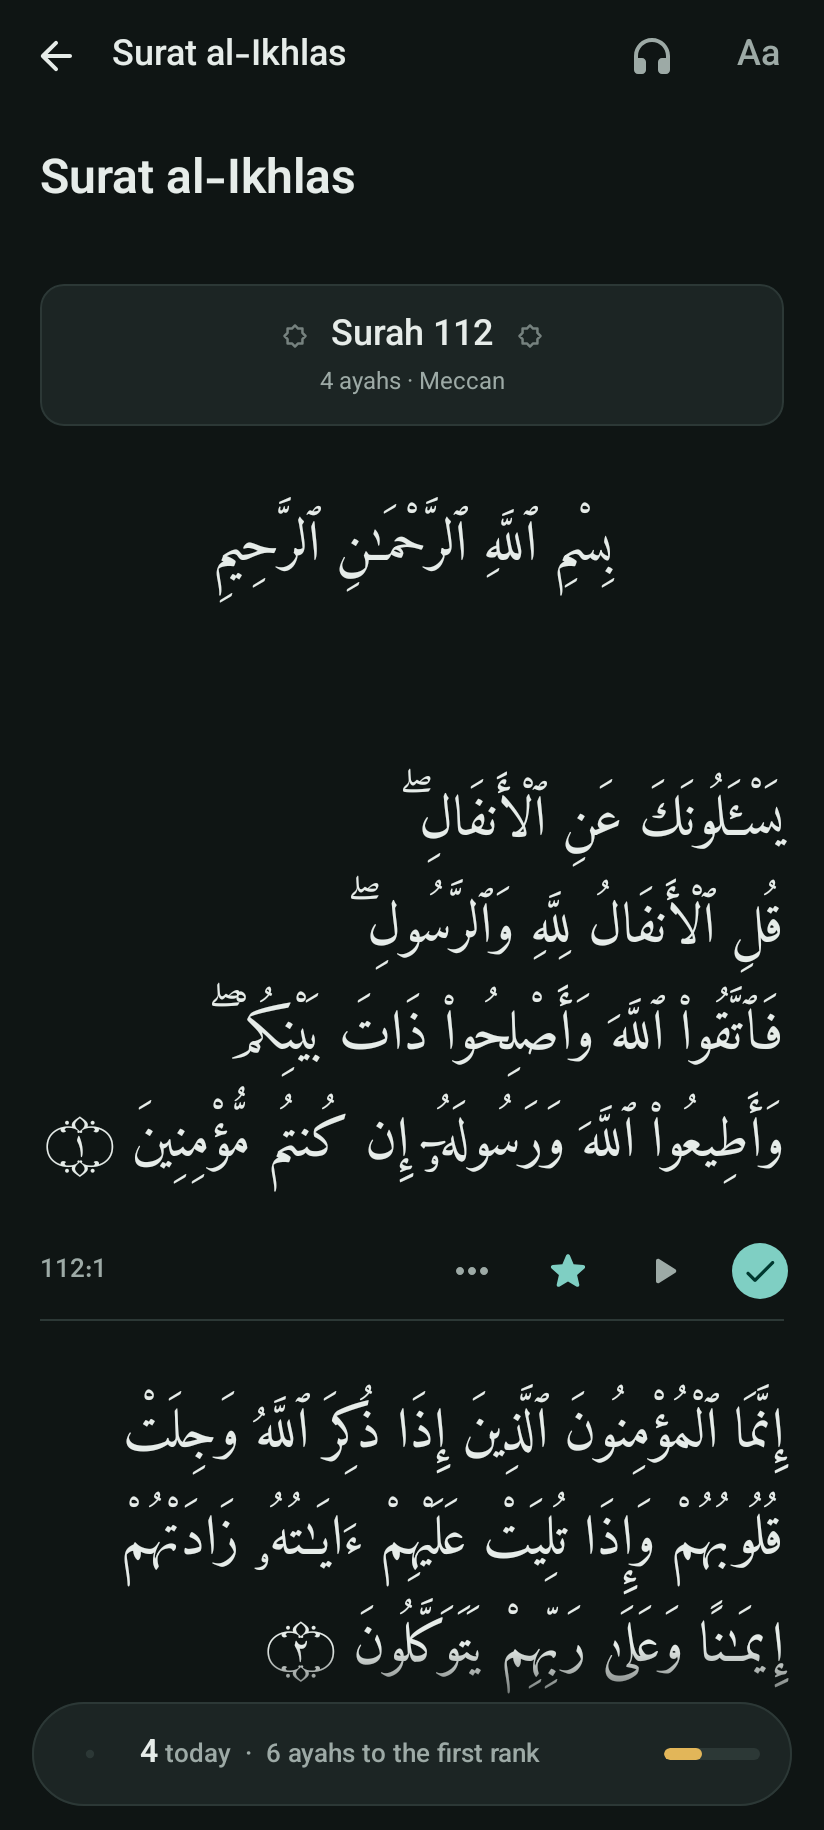 Surat al-Ikhlas
Aa
Surat al-Ikhlas
Surah 112
4 ayahs · Meccan
بِسْمِ ٱللَّهِ ٱلرَّحْمَـٰنِ ٱلرَّحِيمِ
يَسْـَٔلُونَكَ عَنِ ٱلْأَنفَالِ ۖ
قُلِ ٱلْأَنفَالُ لِلَّهِ وَٱلرَّسُولِ ۖ
فَٱتَّقُوا۟ ٱللَّهَ وَأَصْلِحُوا۟ ذَاتَ بَيْنِكُمْ ۖ
وَأَطِيعُوا۟ ٱللَّهَ وَرَسُولَهُۥٓ إِن كُنتُم مُّؤْمِنِينَ ١
112:1
إِنَّمَا ٱلْمُؤْمِنُونَ ٱلَّذِينَ إِذَا ذُكِرَ ٱللَّهُ وَجِلَتْ
قُلُوبُهُمْ وَإِذَا تُلِيَتْ عَلَيْهِمْ ءَايَـٰتُهُۥ زَادَتْهُمْ
إِيمَـٰنًا وَعَلَىٰ رَبِّهِمْ يَتَوَكَّلُونَ ٢
4 today · 6 ayahs to the first rank